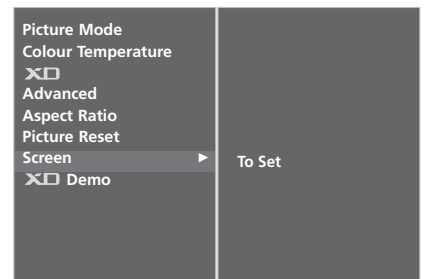 Picture Mode
Colour Temperature
XD
Advanced
Aspect Ratio
Picture Reset
Screen ►
To Set
XD Demo